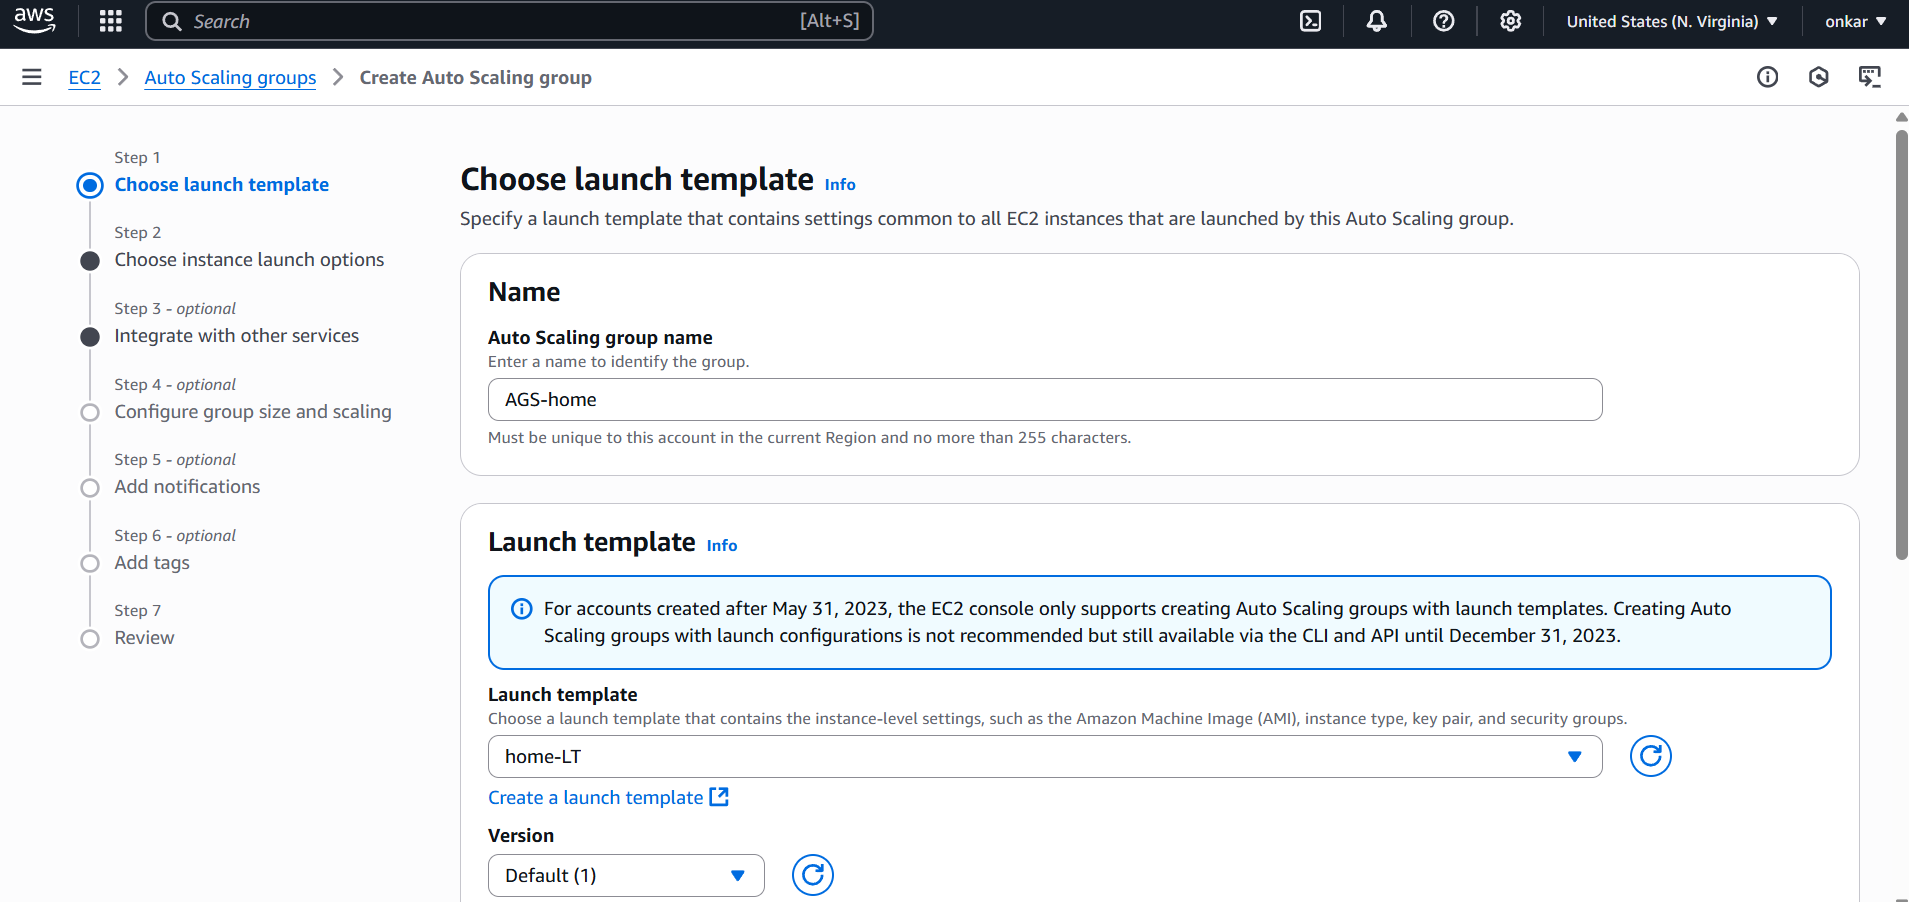 aws
Search [Alt+S]
United States (N. Virginia)
onkar
EC2 Auto Scaling groups Create Auto Scaling group
Step 1
Choose launch template
Step 2
Choose instance launch options
Step 3 - optional
Integrate with other services
Step 4 - optional
Configure group size and scaling
Step 5 - optional
Add notifications
Step 6 - optional
Add tags
Step 7
Review
Choose launch template Info
Specify a launch template that contains settings common to all EC2 instances that are launched by this Auto Scaling group.
Name
Auto Scaling group name
Enter a name to identify the group.
AGS-home
Must be unique to this account in the current Region and no more than 255 characters.
Launch template Info
For accounts created after May 31, 2023, the EC2 console only supports creating Auto Scaling groups with launch templates. Creating Auto
Scaling groups with launch configurations is not recommended but still available via the CLI and API until December 31, 2023.
Launch template
Choose a launch template that contains the instance-level settings, such as the Amazon Machine Image (AMI), instance type, key pair, and security groups.
home-LT
Create a launch template
Version
Default (1)